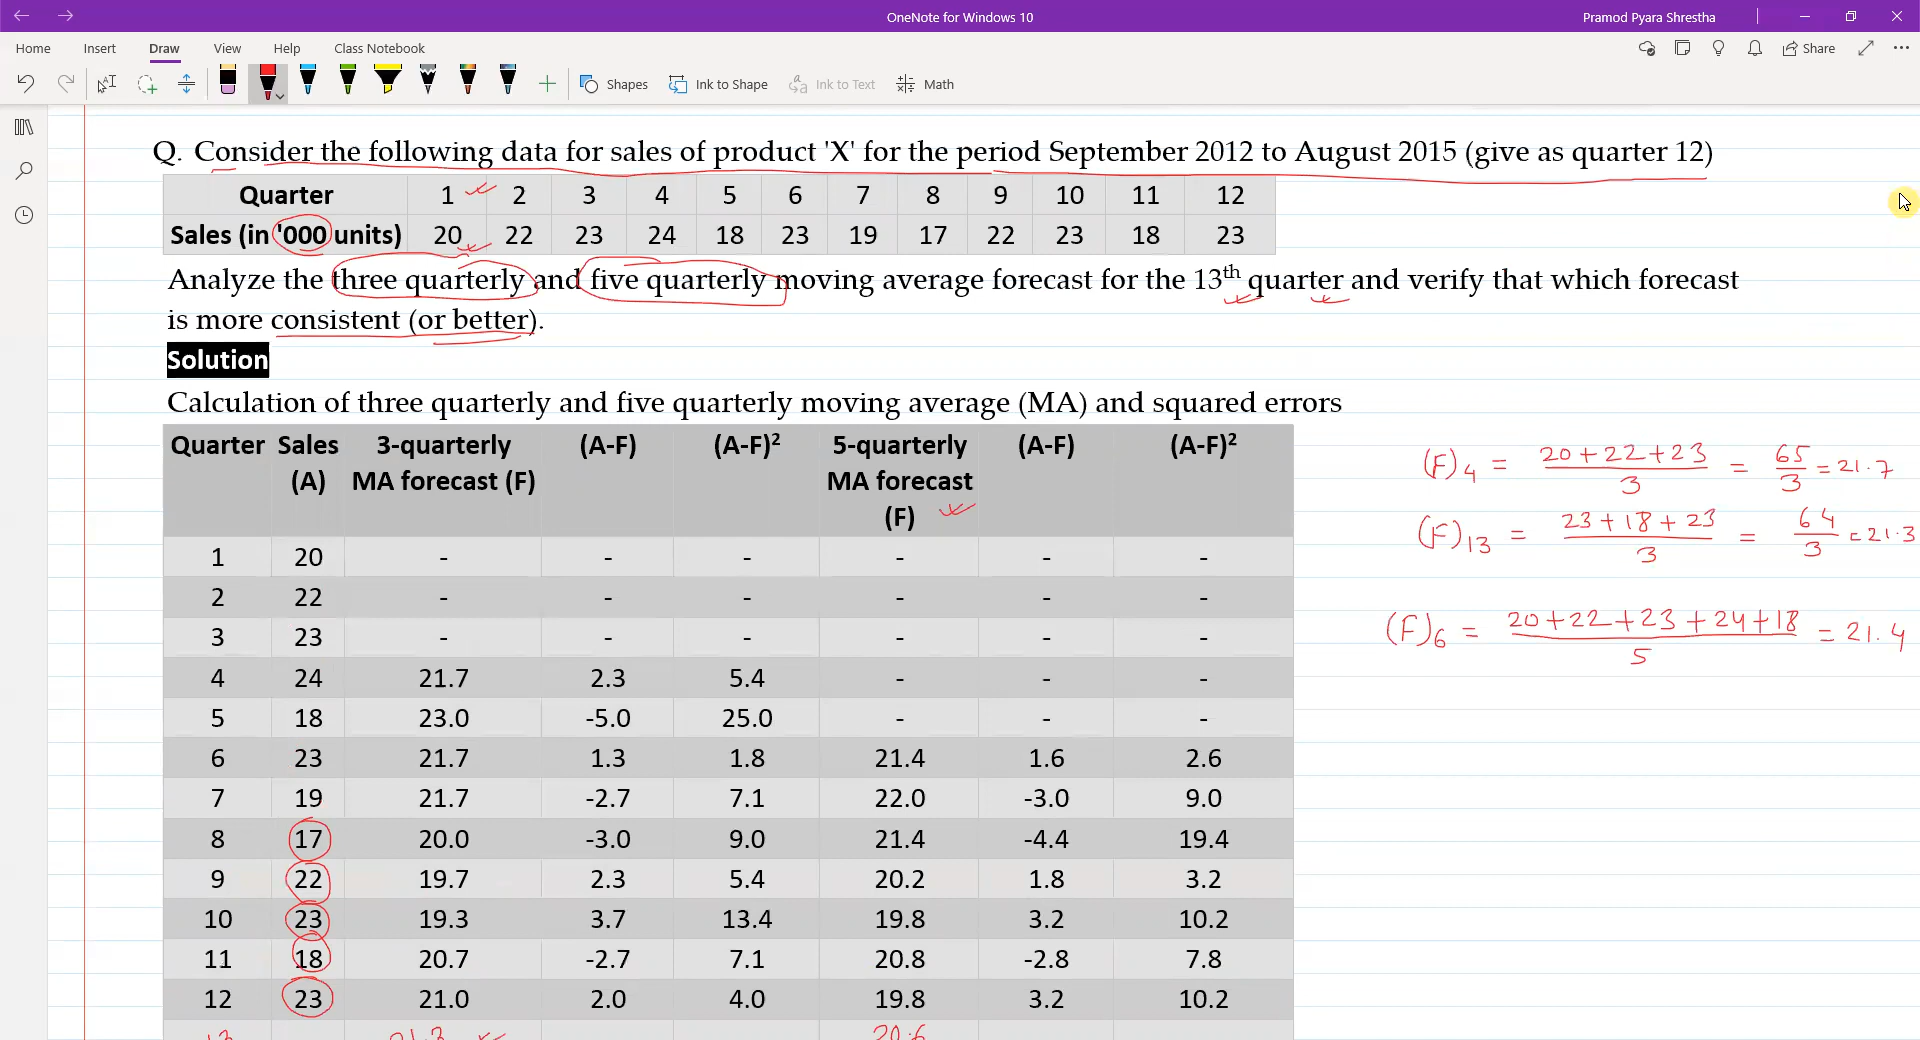 OneNote for Windows 10
Pramod Pyara Shrestha
Home Insert Draw View Help Class Notebook
Share
Shapes Ink to Shape Ink to Text Math
Q. Consider the following data for sales of product 'X' for the period September 2012 to August 2015 (give as quarter 12)
Quarter 1 2 3 4 5 6 7 8 9 10 11 12
Sales (in '000 units) 20 22 23 24 18 23 19 17 22 23 18 23
Analyze the three quarterly and five quarterly moving average forecast for the 13th quarter and verify that which forecast
is more consistent (or better).
Solution
Calculation of three quarterly and five quarterly moving average (MA) and squared errors
Quarter Sales (A) 3-quarterly MA forecast (F) (A-F) (A-F)² 5-quarterly MA forecast (F) (A-F) (A-F)²
1 20 - - - - - -
2 22 - - - - - -
3 23 - - - - - -
4 24 21.7 2.3 5.4 - - -
5 18 23.0 -5.0 25.0 - - -
6 23 21.7 1.3 1.8 21.4 1.6 2.6
7 19 21.7 -2.7 7.1 22.0 -3.0 9.0
8 17 20.0 -3.0 9.0 21.4 -4.4 19.4
9 22 19.7 2.3 5.4 20.2 1.8 3.2
10 23 19.3 3.7 13.4 19.8 3.2 10.2
11 18 20.7 -2.7 7.1 20.8 -2.8 7.8
12 23 21.0 2.0 4.0 19.8 3.2 10.2
13 21.3 20.6
(F)4 = 20+22+23 / 3 = 65/3 = 21.7
(F)13 = 23+18+23 / 3 = 64/3 = 21.3
(F)6 = 20+22+23+24+18 / 5 = 21.4